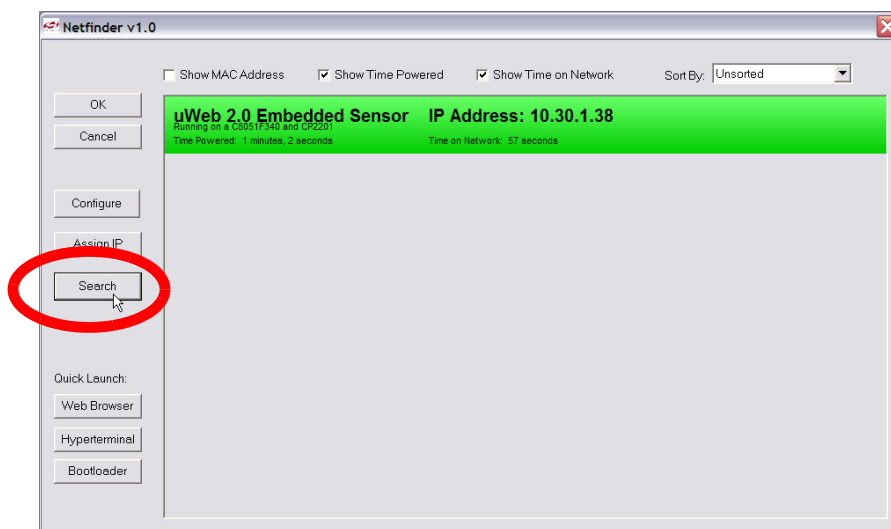 Netfinder v1.0
Show MAC Address Show Time Powered Show Time on Network Sort By: Unsorted
OK
Cancel
Configure
Assign IP
Search
Quick Launch:
Web Browser
Hyperterminal
Bootloader
uWeb 2.0 Embedded Sensor IP Address: 10.30.1.38
Running on a C8051F340 and CP2201
Time Powered: 1 minutes, 2 seconds Time on Network: 57 seconds